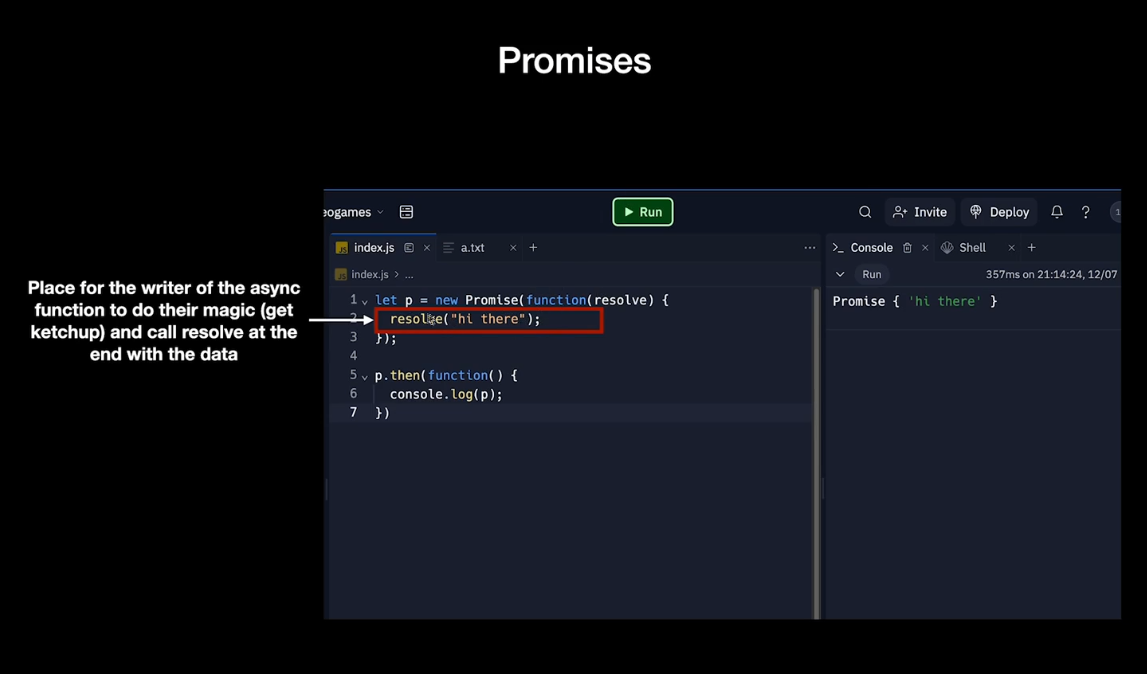 Promises
Place for the writer of the async
function to do their magic (get
ketchup) and call resolve at the
end with the data
eogames
Run
Invite
Deploy
?
1
JS index.js
a.txt
Console
Shell
JS index.js > ...
Run
357ms on 21:14:24, 12/07
1 let p = new Promise(function(resolve) {
2 resolve("hi there");
3 });
4
5 p.then(function() {
6 console.log(p);
7 })
Promise { 'hi there' }